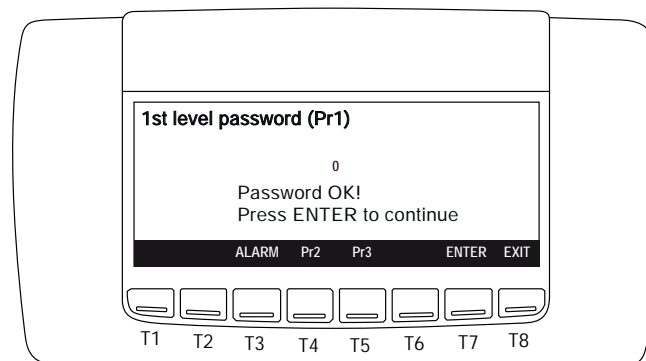 1st level password (Pr1)
0
Password OK!
Press ENTER to continue
ALARM Pr2 Pr3 ENTER EXIT
T1 T2 T3 T4 T5 T6 T7 T8